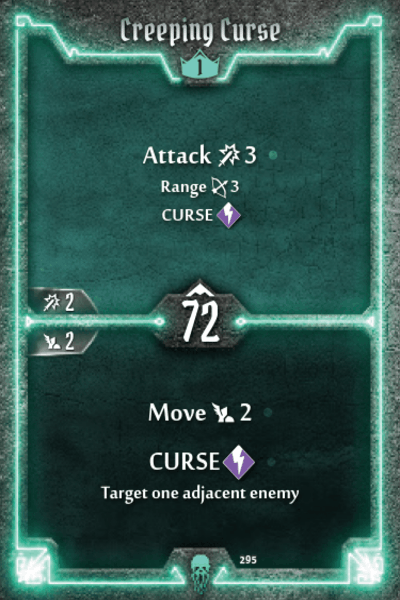 Creeping Curse
1
Attack 3
Range 3
CURSE
2
72
2
Move 2
CURSE
Target one adjacent enemy
295